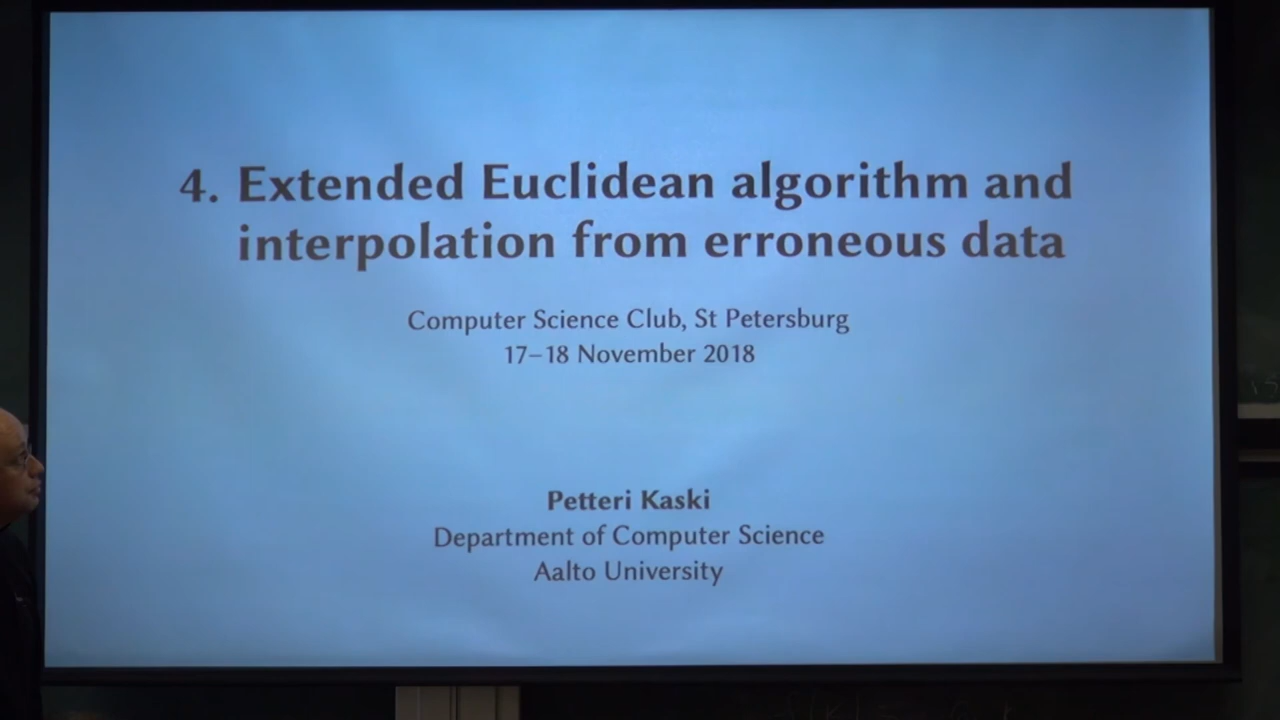 4. Extended Euclidean algorithm and
interpolation from erroneous data
Computer Science Club, St Petersburg
17–18 November 2018
Petteri Kaski
Department of Computer Science
Aalto University